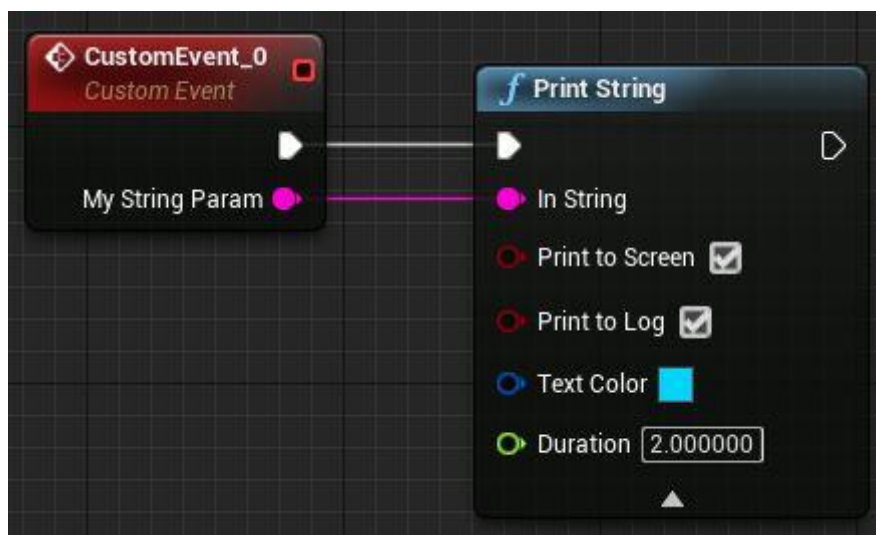 CustomEvent_0
Custom Event
My String Param
Print String
In String
Print to Screen
Print to Log
Text Color
Duration 2.000000